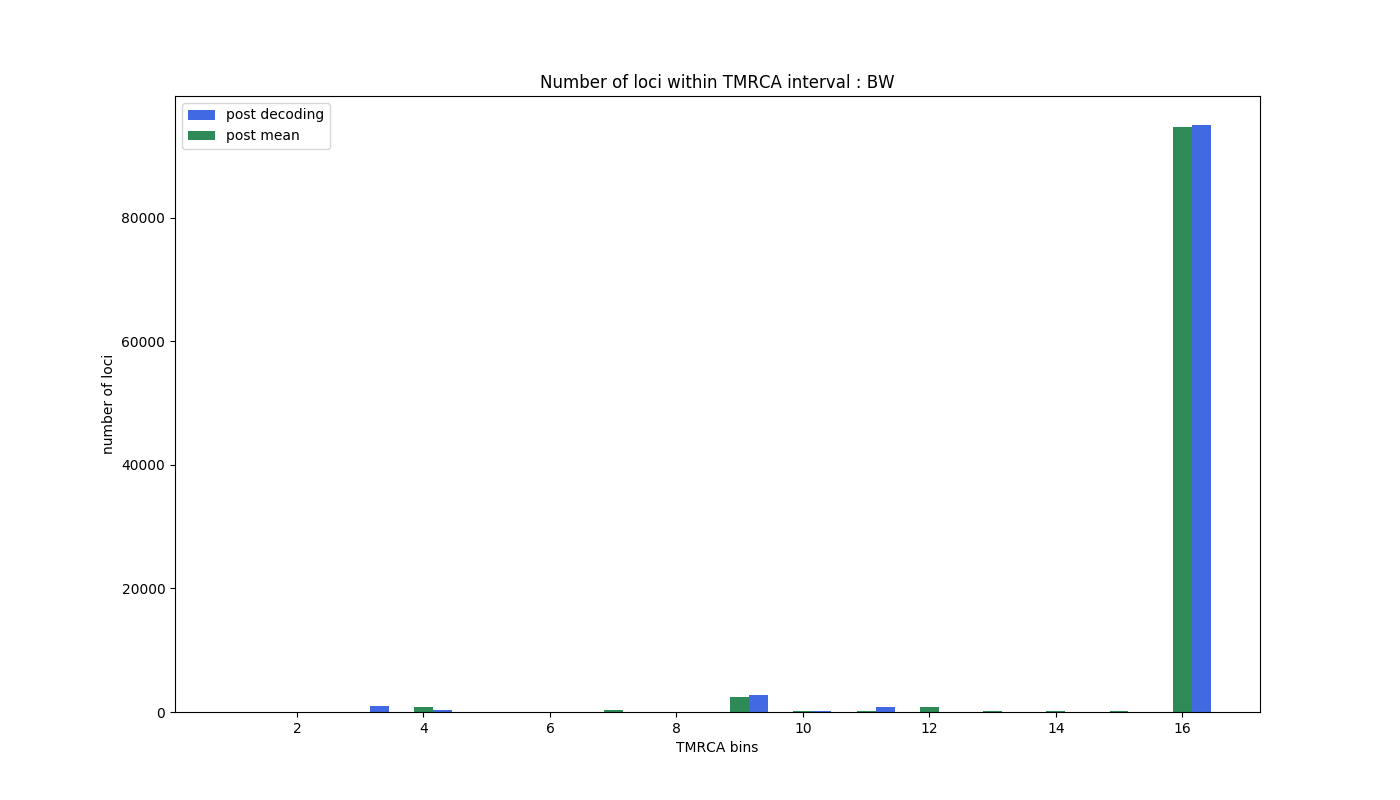 Number of loci within TMRCA interval : BW
post decoding
post mean
80000
60000
40000
20000
0
number of loci
2 4 6 8 10 12 14 16
TMRCA bins